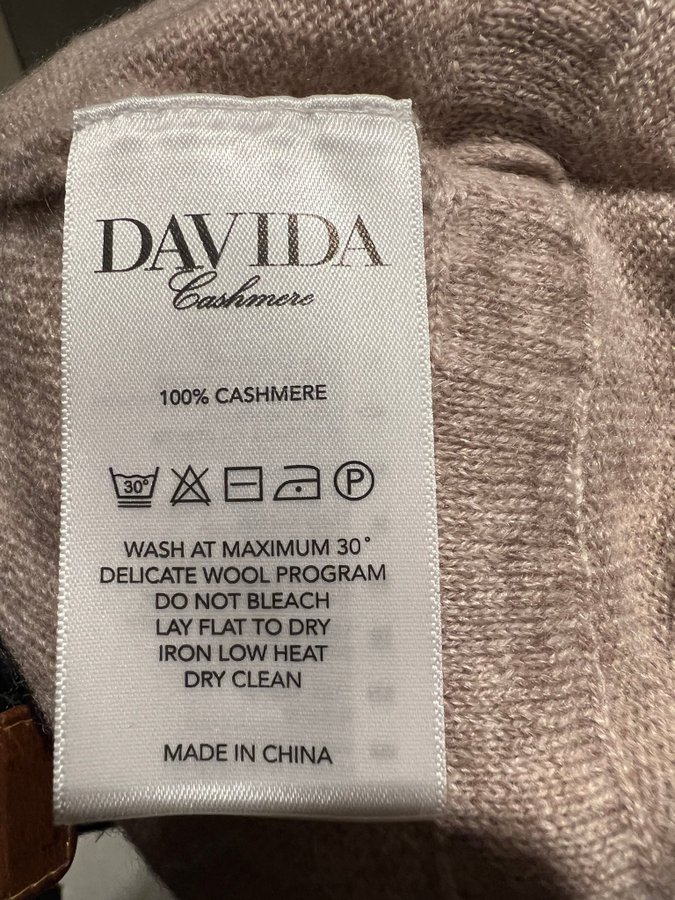 DAVIDA
Cashmere
100% CASHMERE
30°
P
WASH AT MAXIMUM 30°
DELICATE WOOL PROGRAM
DO NOT BLEACH
LAY FLAT TO DRY
IRON LOW HEAT
DRY CLEAN
MADE IN CHINA